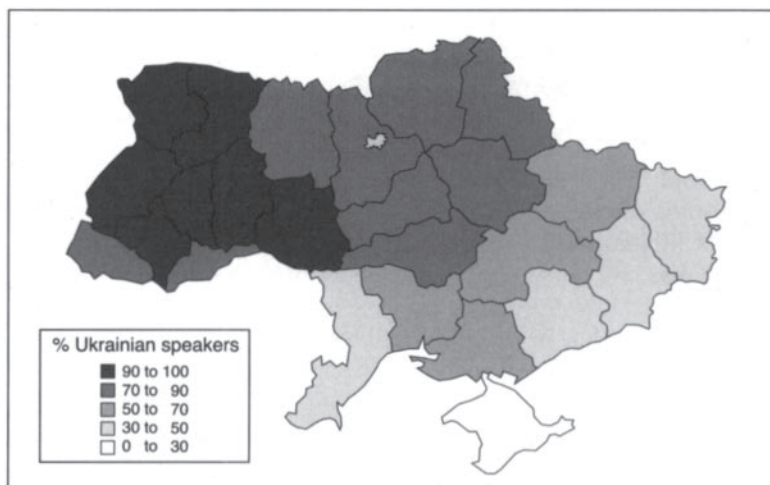 % Ukrainian speakers
90 to 100
70 to 90
50 to 70
30 to 50
0 to 30